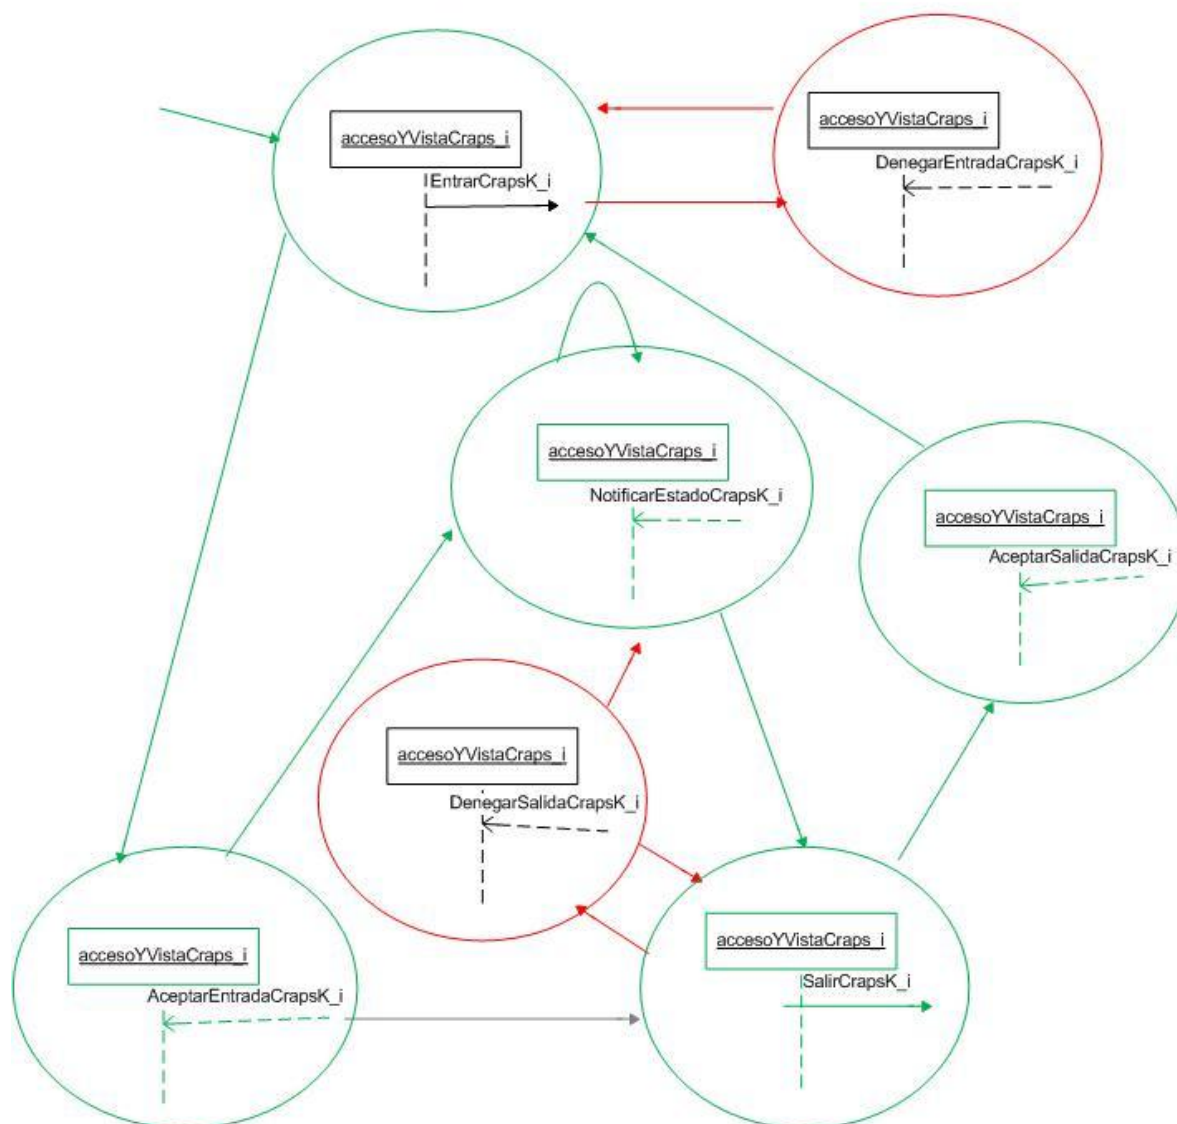 accesoYVistaCraps_i
EntrarCrapsK_i
accesoYVistaCraps_i
DenegarEntradaCrapsK_i
accesoYVistaCraps_i
NotificarEstadoCrapsK_i
accesoYVistaCraps_i
AceptarSalidaCrapsK_i
accesoYVistaCraps_i
DenegarSalidaCrapsK_i
accesoYVistaCraps_i
AceptarEntradaCrapsK_i
accesoYVistaCraps_i
SalirCrapsK_i